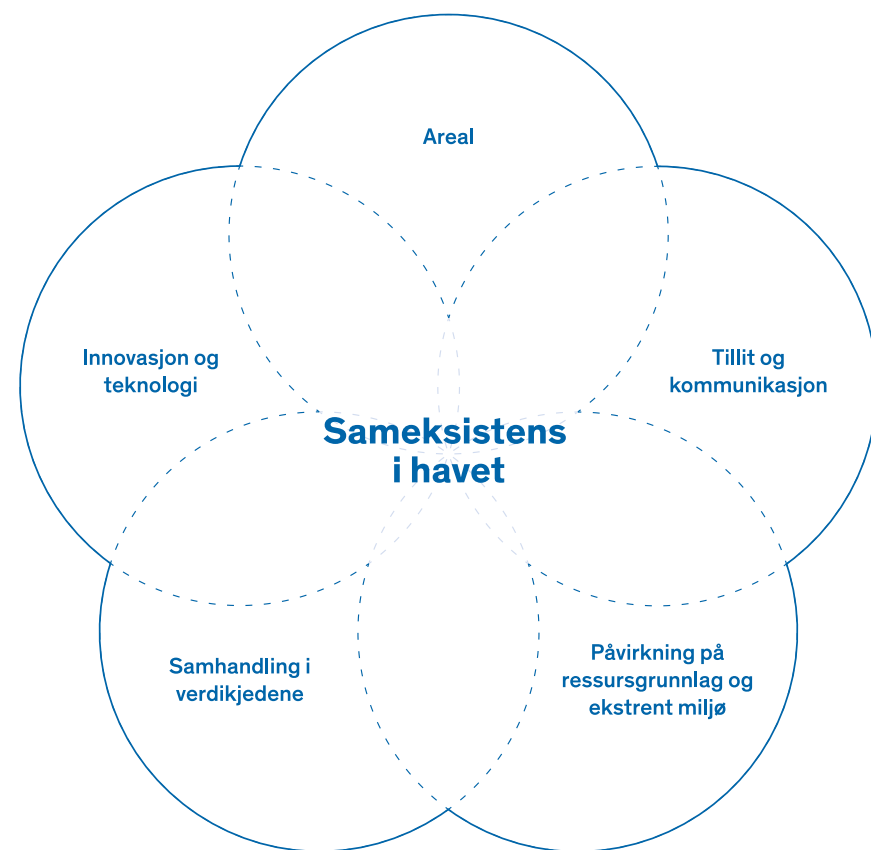 Areal
Innovasjon og
teknologi
Tillit og
kommunikasjon
Sameksistens
i havet
Samhandling i
verdikjedene
Påvirkning på
ressursgrunnlag og
ekstrent miljø